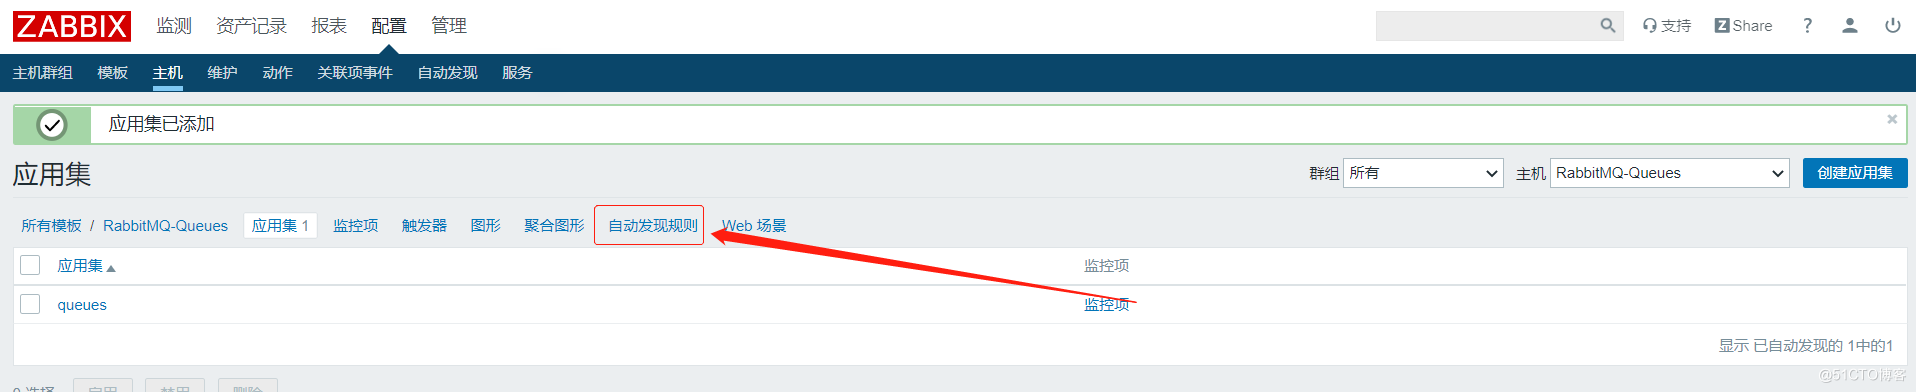 ZABBIX 监测 资产记录 报表 配置 管理 支持 Z Share ?
主机群组 模板 主机 维护 动作 关联项事件 自动发现 服务
应用集已添加
应用集 群组 所有 主机 RabbitMQ-Queues 创建应用集
所有模板 / RabbitMQ-Queues 应用集 1 监控项 触发器 图形 聚合图形 自动发现规则 Web 场景
应用集 监控项
queues 监控项
显示 已自动发现的 1中的1
0 选择 启用 禁用 删除
@51CTO博客